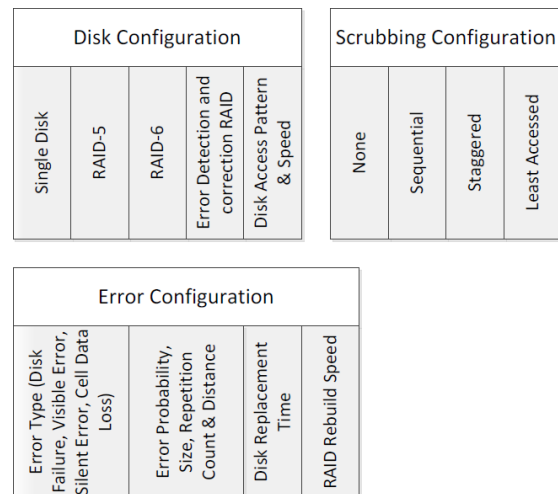 Disk Configuration
Single Disk
RAID-5
RAID-6
Error Detection and
correction RAID
Disk Access Pattern
& Speed
Scrubbing Configuration
None
Sequential
Staggered
Least Accessed
Error Configuration
Error Type (Disk
Failure, Visible Error,
Silent Error, Cell Data
Loss)
Error Probability,
Size, Repetition
Count & Distance
Disk Replacement
Time
RAID Rebuild Speed